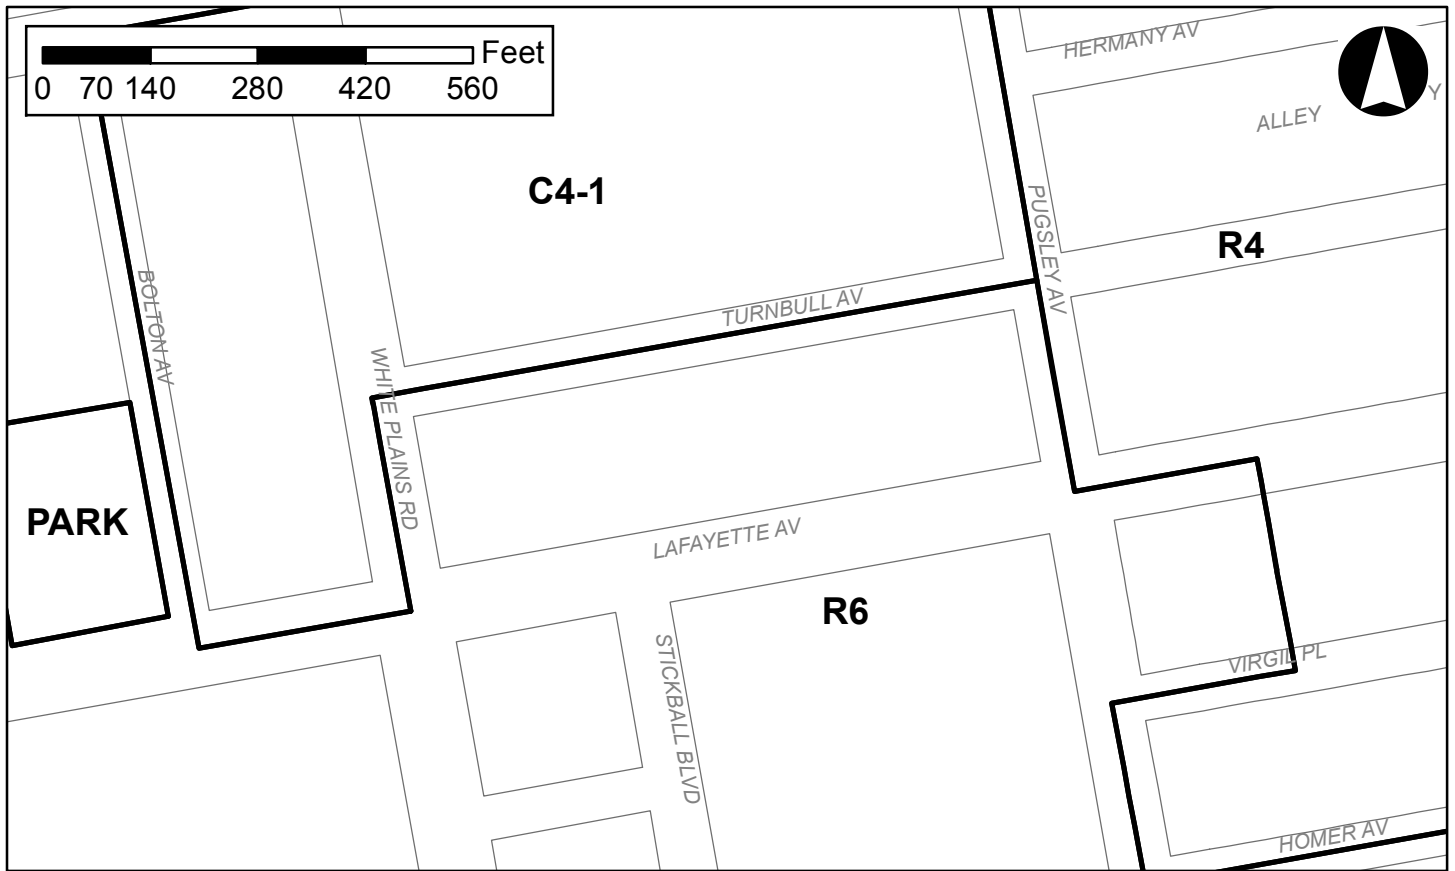 Feet
0 70 140 280 420 560
HERMANY AV
Y
ALLEY
C4-1
PUGSLEY AV
R4
BOLTON AV
TURNBULL AV
WHITE PLAINS RD
PARK
LAFAYETTE AV
R6
STICKBALL BLVD
VIRGIL PL
HOMER AV